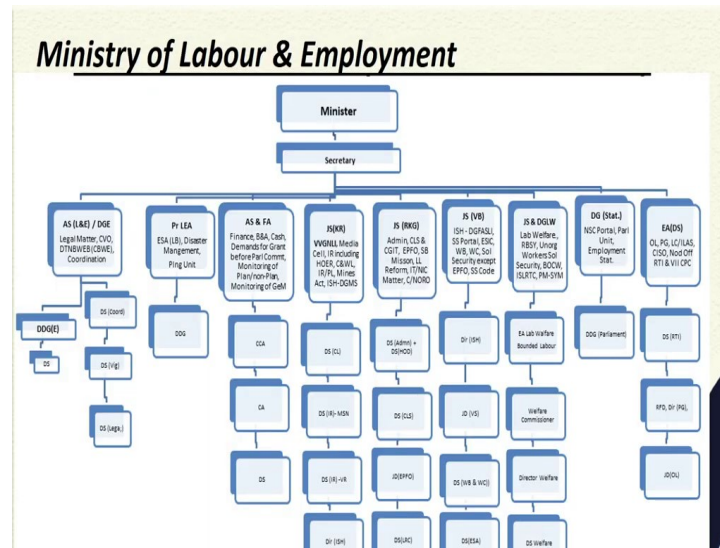 Ministry of Labour & Employment
Minister
Secretary
AS (L&E) / DGE
Legal Matter, CVO,
DTNBWEB(CBWE),
Coordination
Pr LEA
ESA (LB), Disaster
Mangement,
Ping Unit
AS & FA
Finance, B&A, Cash,
Demands for Grant
before Parl Commt,
Monitoring of
Plan/non-Plan,
Monitoring of GeM
JS(KR)
VVGNLI, Media
Cell, IR including
HOER, C&WL,
IR/PL, Mines
Act, ISH-DGMS
JS (RKG)
Admin, CLS &
CGIT, EPFO, SB
Misson, LL
Reform, IT/NIC
Matter, C/NORO
JS (VB)
ISH - DGFASLI,
SS Portal, ESIC,
WB, WC, Sol
Security except
EPFO, SS Code
JS & DGLW
Lab Welfare.,
RBSY, Unorg
Workers Sol
Security, BOCW,
ISLRTC, PM-SYM
DG (Stat.)
NSC Portal, Parl
Unit,
Employment
Stat.
EA(DS)
OL, PG, LC/ILAS,
CISO, Nod Off
RTI & VII CPC
DDG(E)
DS
DS (Coord)
DS (Vig)
DS (Lega;)
DDG
CCA
CA
DS
DS (CL)
DS (IR)- MSN
DS (IR) -VR
Dir (ISH)
DS (Admn) +
DS(HOD)
DS (CLS)
JD(EPFO)
DS(LRC)
Dir (ISH)
JD (VS)
DS (WB & WC))
DS(ESA)
EA Lab Walfare
Bounded Labour
Welfare
Commissioner
Director Welfare
DS Welfare
DDG (Parliament)
DS (RTI)
RFD, Dir (PG),
JD(OL)